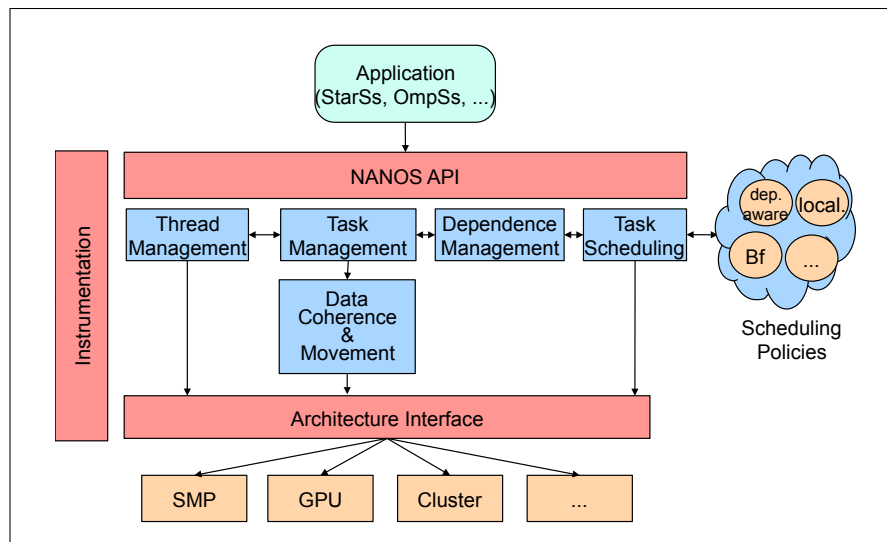 Application
(StarSs, OmpSs, ...)
NANOS API
Instrumentation
Thread
Management
Task
Management
Dependence
Management
Task
Scheduling
dep.
aware
local.
Bf
...
Scheduling
Policies
Data
Coherence
&
Movement
Architecture Interface
SMP
GPU
Cluster
...